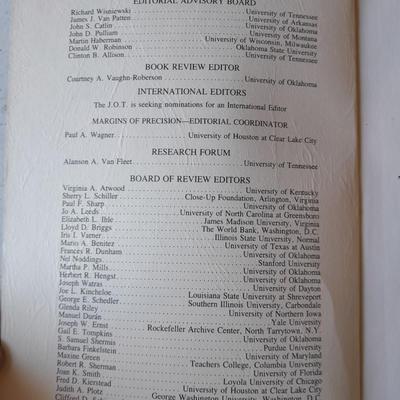 EDITORIAL ADVISORY BOARD
Richard Wisniewski University of Tennessee
James J. Van Patten University of Arkansas
John S. Catlin University of Oklahoma
John D. Pulliam University of Montana
Martin Haberman University of Wisconsin, Milwaukee
Donald W. Robinson Oklahoma State University
Clinton B. Allison University of Tennessee
BOOK REVIEW EDITOR
Courtney A. Vaughn-Roberson University of Oklahoma
INTERNATIONAL EDITORS
The J.O.T. is seeking nominations for an International Editor
MARGINS OF PRECISION—EDITORIAL COORDINATOR
Paul A. Wagner University of Houston at Clear Lake City
RESEARCH FORUM
Alanson A. Van Fleet University of Tennessee
BOARD OF REVIEW EDITORS
Virginia A. Atwood University of Kentucky
Sherry L. Schiller Close-Up Foundation, Arlington, Virginia
Paul F. Sharp University of Oklahoma
Jo A. Leeds University of North Carolina at Greensboro
Elizabeth L. Ihle James Madison University, Virginia
Lloyd D. Briggs The World Bank, Washington, D.C.
Iris I. Varner Illinois State University, Normal
Mario A. Benitez University of Texas at Austin
Frances R. Dunham University of Oklahoma
Nel Noddings Stanford University
Martha P. Mills University of Oklahoma
Herbert R. Hengst University of Oklahoma
Joseph Watras University of Dayton
Joe L. Kincheloe Louisiana State University at Shreveport
George E. Schedler Southern Illinois University, Carbondale
Glenda Riley University of Northern Iowa
Manuel Durán Yale University
Joseph W. Ernst Rockefeller Archive Center, North Tarrytown, N.Y.
Gail E. Tompkins University of Oklahoma
S. Samuel Shermis Purdue University
Barbara Finkelstein University of Maryland
Maxine Green Teachers College, Columbia University
Robert R. Sherman University of Florida
Joan K. Smith Loyola University of Chicago
Fred D. Kierstead University of Houston at Clear Lake City
Judith A. Plotz George Washington University, Washington, D.C.
Clifford D.